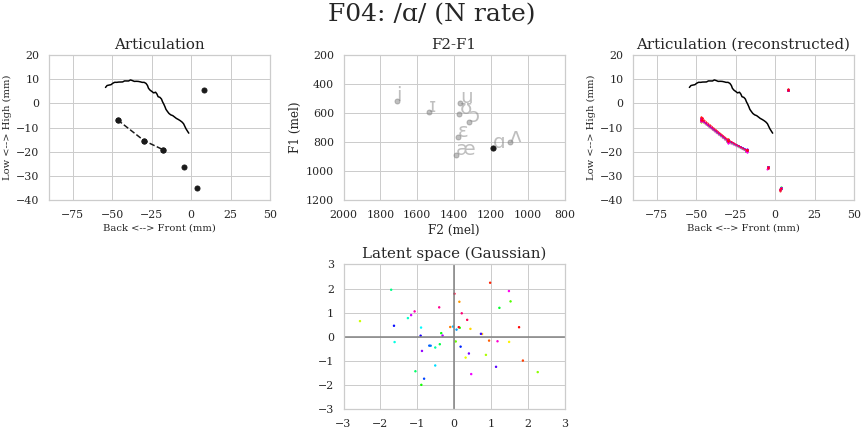 F04: /ɑ/ (N rate)
Articulation
F2-F1
Articulation (reconstructed)
20
10
0
−10
−20
−30
−40
Low <--> High (mm)
−75
−50
−25
0
25
50
Back <--> Front (mm)
200
400
600
800
1000
1200
F1 (mel)
i
ɪ
u
ʊ
ɔ
ɛ
æ
ɑ
ʌ
2000
1800
1600
1400
1200
1000
800
F2 (mel)
20
10
0
−10
−20
−30
−40
Low <--> High (mm)
−75
−50
−25
0
25
50
Back <--> Front (mm)
Latent space (Gaussian)
3
2
1
0
−1
−2
−3
−3
−2
−1
0
1
2
3